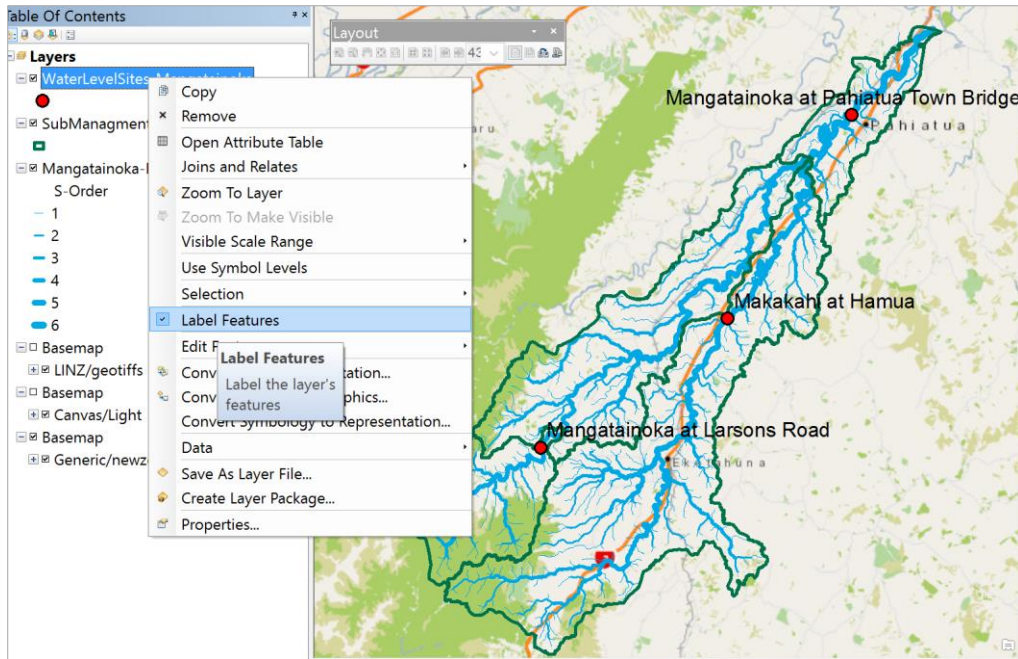 Table Of Contents
Layers
WaterLevelSites_Mangatainoka
SubManagment
Mangatainoka-
S-Order
1
2
3
4
5
6
Basemap
LINZ/geotiffs
Basemap
Canvas/Light
Basemap
Generic/newz
Copy
Remove
Open Attribute Table
Joins and Relates
Zoom To Layer
Zoom To Make Visible
Visible Scale Range
Use Symbol Levels
Selection
Label Features
Edit
Label Features
Label the layer's
features
Conv tation...
Conv phics...
Convert Symbology to Representation...
Data
Save As Layer File...
Create Layer Package...
Properties...
Layout
43
Mangatainoka at Pahiatua Town Bridge
Pahiatua
Makakahi at Hamua
Mangatainoka at Larsons Road
Eketahuna